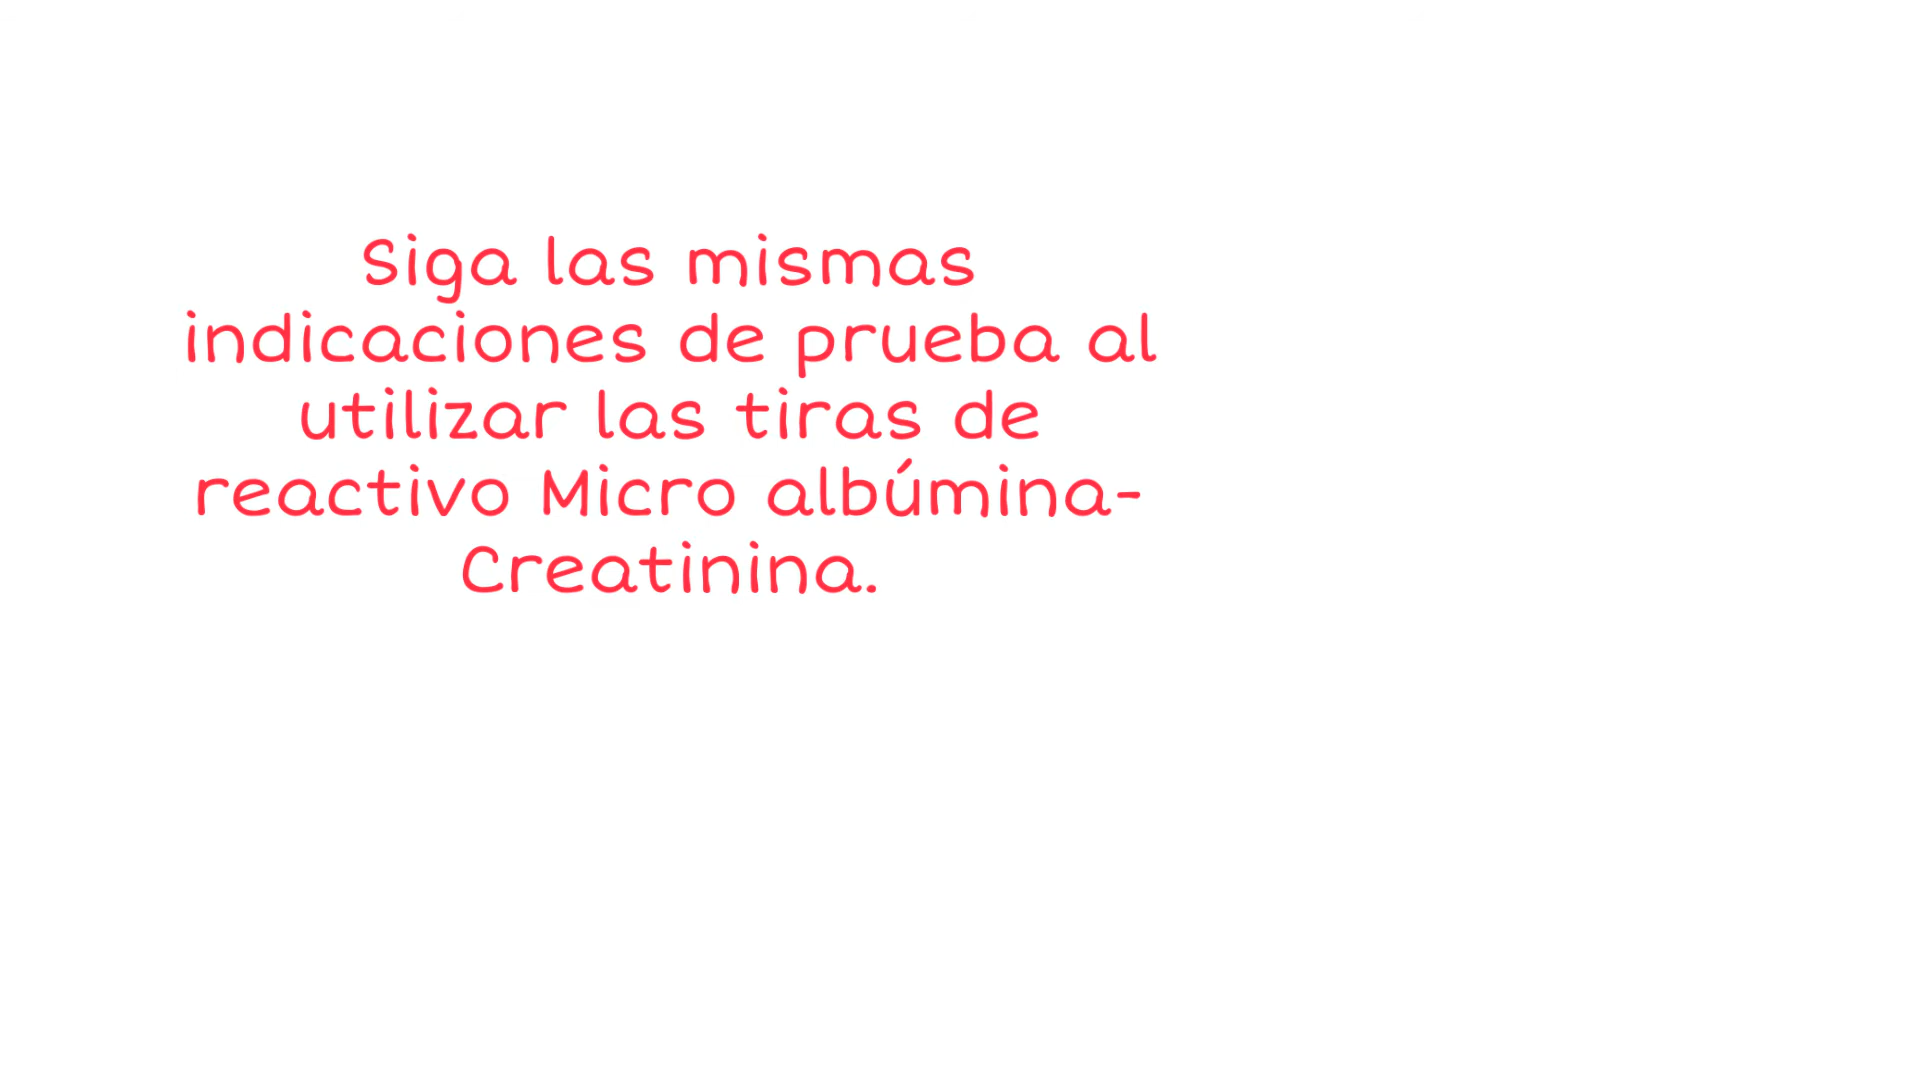 Siga las mismas
indicaciones de prueba al
utilizar las tiras de
reactivo Micro albúmina-
Creatinina.